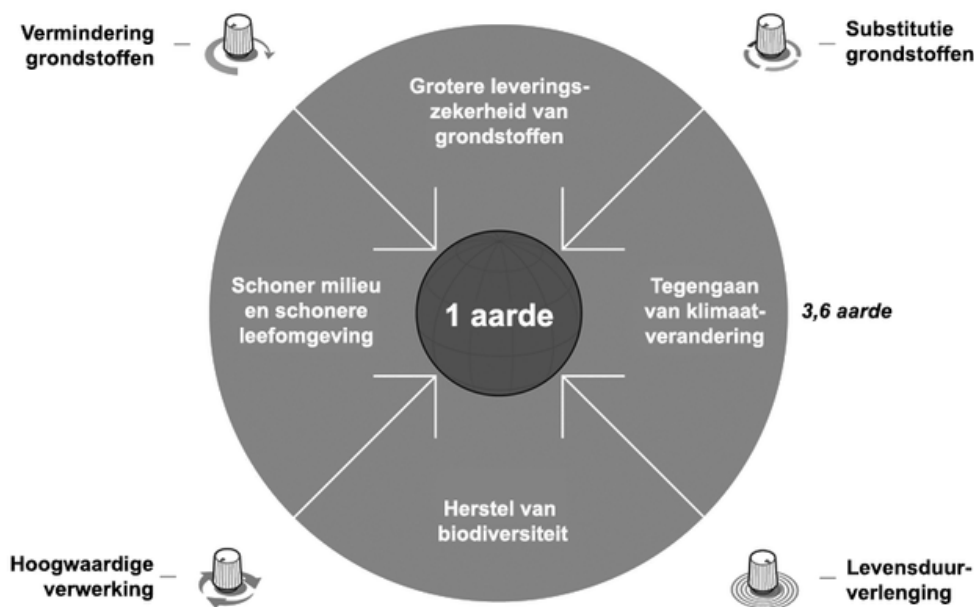 Vermindering
grondstoffen
Substitutie
grondstoffen
Grotere leverings-
zekerheid van
grondstoffen
Schoner milieu
en schonere
leefomgeving
1 aarde
Tegengaan
van klimaat-
verandering
3,6 aarde
Herstel van
biodiversiteit
Hoogwaardige
verwerking
Levensduur-
verlenging